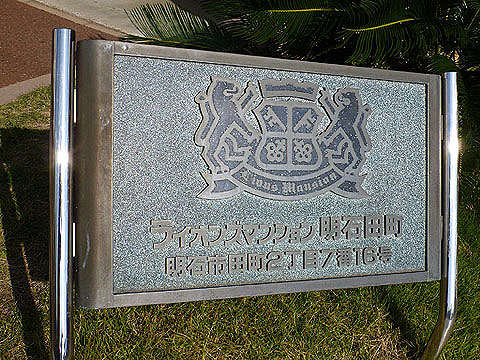 Lions Mansion
ライオンズマンション 明石田町
明石市田町2丁目7番16号